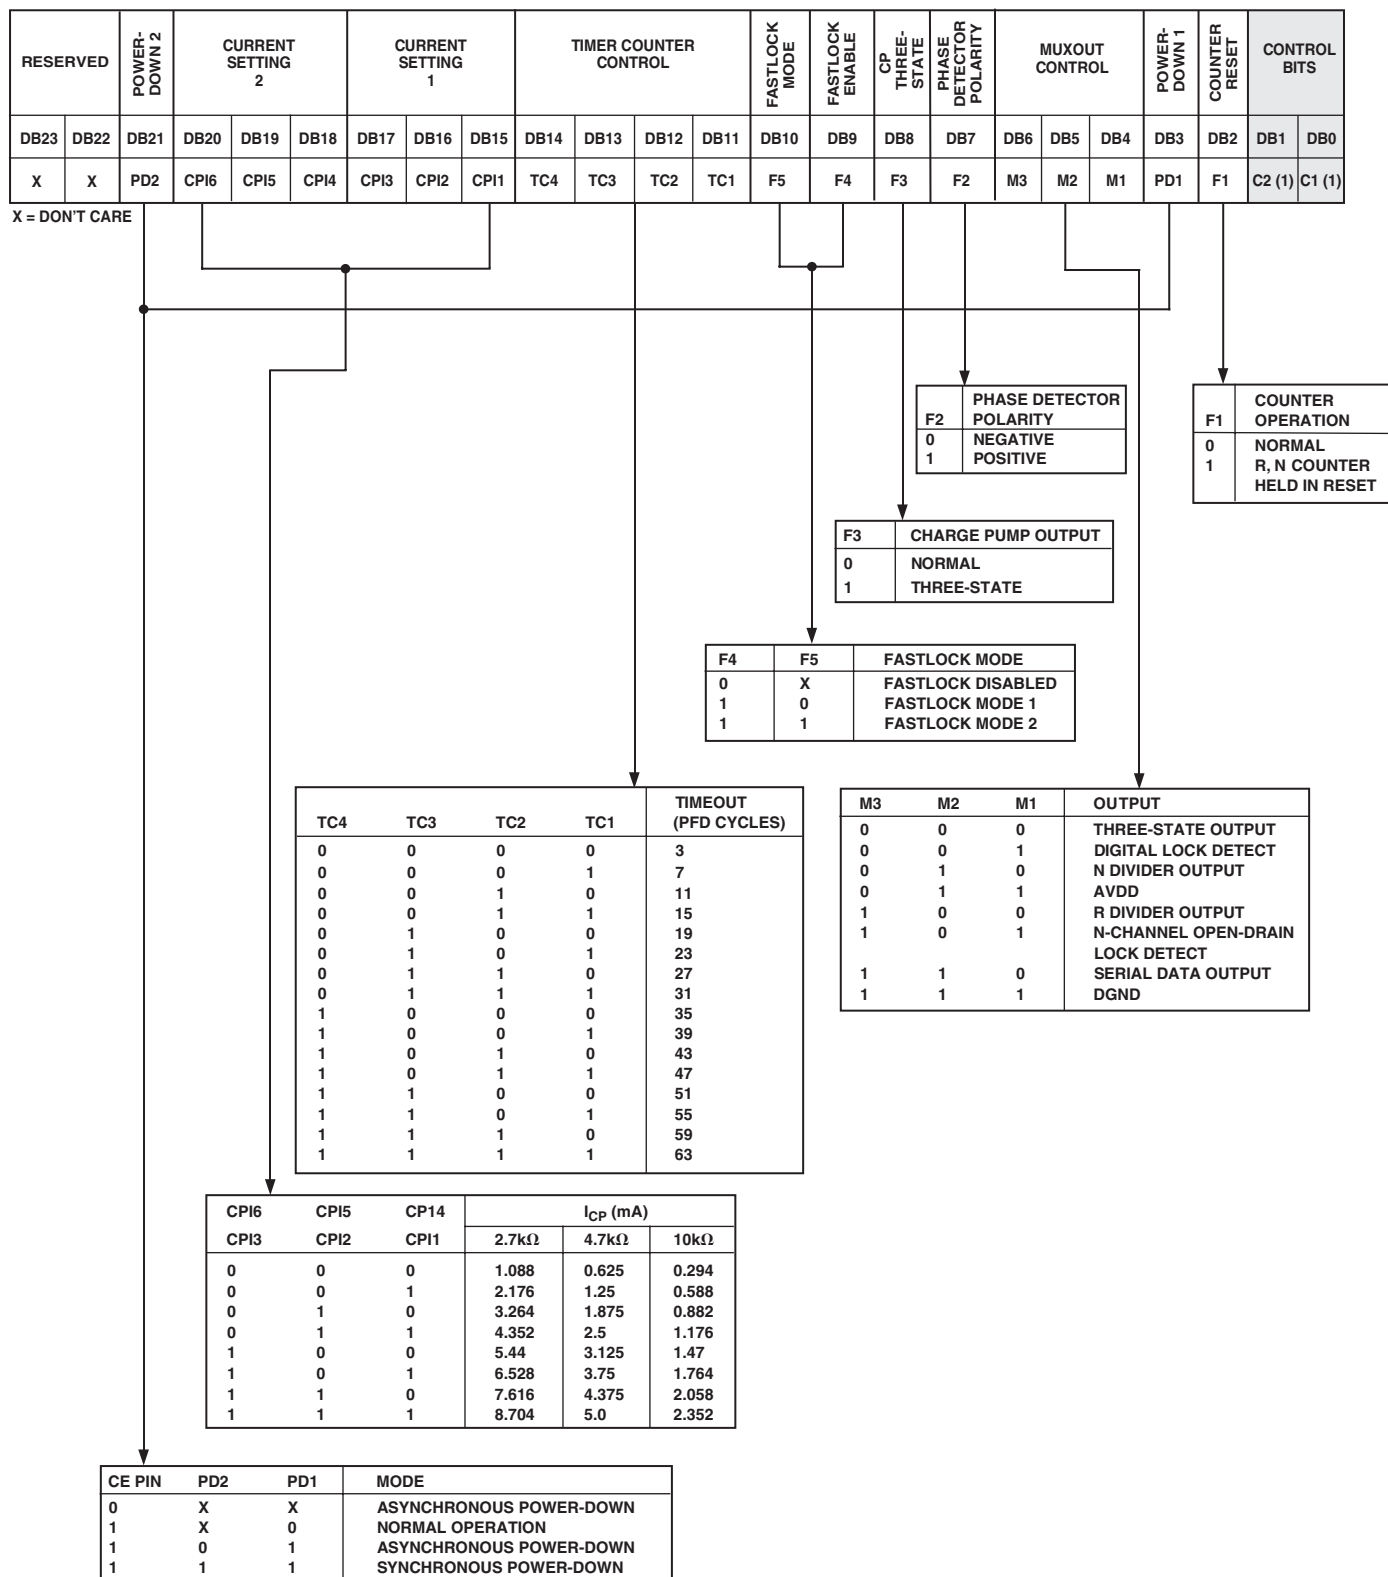 RESERVED
POWER-
DOWN 2
CURRENT
SETTING
2
CURRENT
SETTING
1
TIMER COUNTER
CONTROL
FASTLOCK
MODE
FASTLOCK
ENABLE
CP
THREE-
STATE
PHASE
DETECTOR
POLARITY
MUXOUT
CONTROL
POWER-
DOWN 1
COUNTER
RESET
CONTROL
BITS
DB23 DB22 DB21 DB20 DB19 DB18 DB17 DB16 DB15 DB14 DB13 DB12 DB11 DB10 DB9 DB8 DB7 DB6 DB5 DB4 DB3 DB2 DB1 DB0
X X PD2 CPI6 CPI5 CPI4 CPI3 CPI2 CPI1 TC4 TC3 TC2 TC1 F5 F4 F3 F2 M3 M2 M1 PD1 F1 C2 (1) C1 (1)
X = DON'T CARE
PHASE DETECTOR
F2 POLARITY
0 NEGATIVE
1 POSITIVE
COUNTER
F1 OPERATION
0 NORMAL
1 R, N COUNTER
HELD IN RESET
F3 CHARGE PUMP OUTPUT
0 NORMAL
1 THREE-STATE
F4 F5 FASTLOCK MODE
0 X FASTLOCK DISABLED
1 0 FASTLOCK MODE 1
1 1 FASTLOCK MODE 2
TIMEOUT
TC4 TC3 TC2 TC1 (PFD CYCLES)
0 0 0 0 3
0 0 0 1 7
0 0 1 0 11
0 0 1 1 15
0 1 0 0 19
0 1 0 1 23
0 1 1 0 27
0 1 1 1 31
1 0 0 0 35
1 0 0 1 39
1 0 1 0 43
1 0 1 1 47
1 1 0 0 51
1 1 0 1 55
1 1 1 0 59
1 1 1 1 63
M3 M2 M1 OUTPUT
0 0 0 THREE-STATE OUTPUT
0 0 1 DIGITAL LOCK DETECT
0 1 0 N DIVIDER OUTPUT
0 1 1 AVDD
1 0 0 R DIVIDER OUTPUT
1 0 1 N-CHANNEL OPEN-DRAIN
LOCK DETECT
1 1 0 SERIAL DATA OUTPUT
1 1 1 DGND
CPI6 CPI5 CP14 ICP (mA)
CPI3 CPI2 CPI1 2.7kΩ 4.7kΩ 10kΩ
0 0 0 1.088 0.625 0.294
0 0 1 2.176 1.25 0.588
0 1 0 3.264 1.875 0.882
0 1 1 4.352 2.5 1.176
1 0 0 5.44 3.125 1.47
1 0 1 6.528 3.75 1.764
1 1 0 7.616 4.375 2.058
1 1 1 8.704 5.0 2.352
CE PIN PD2 PD1 MODE
0 X X ASYNCHRONOUS POWER-DOWN
1 X 0 NORMAL OPERATION
1 0 1 ASYNCHRONOUS POWER-DOWN
1 1 1 SYNCHRONOUS POWER-DOWN